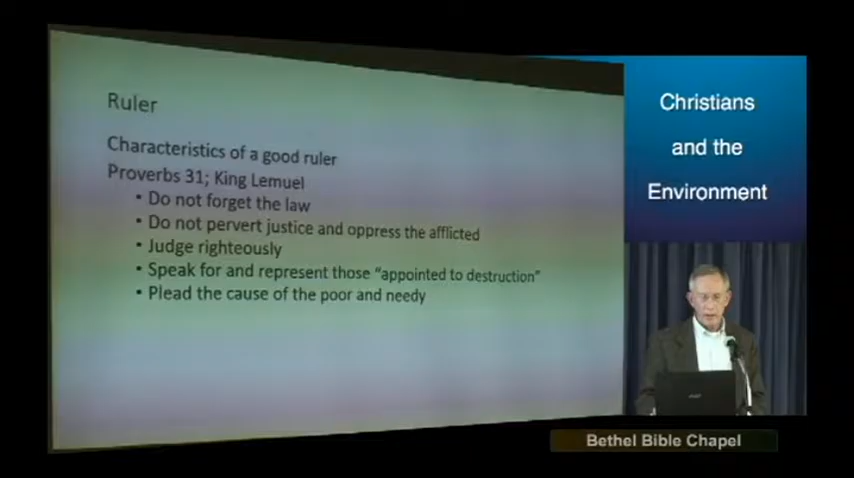 Ruler
Characteristics of a good ruler
Proverbs 31; King Lemuel
• Do not forget the law
• Do not pervert justice and oppress the afflicted
• Judge righteously
• Speak for and represent those “appointed to destruction”
• Plead the cause of the poor and needy
Christians
and the
Environment
Bethel Bible Chapel